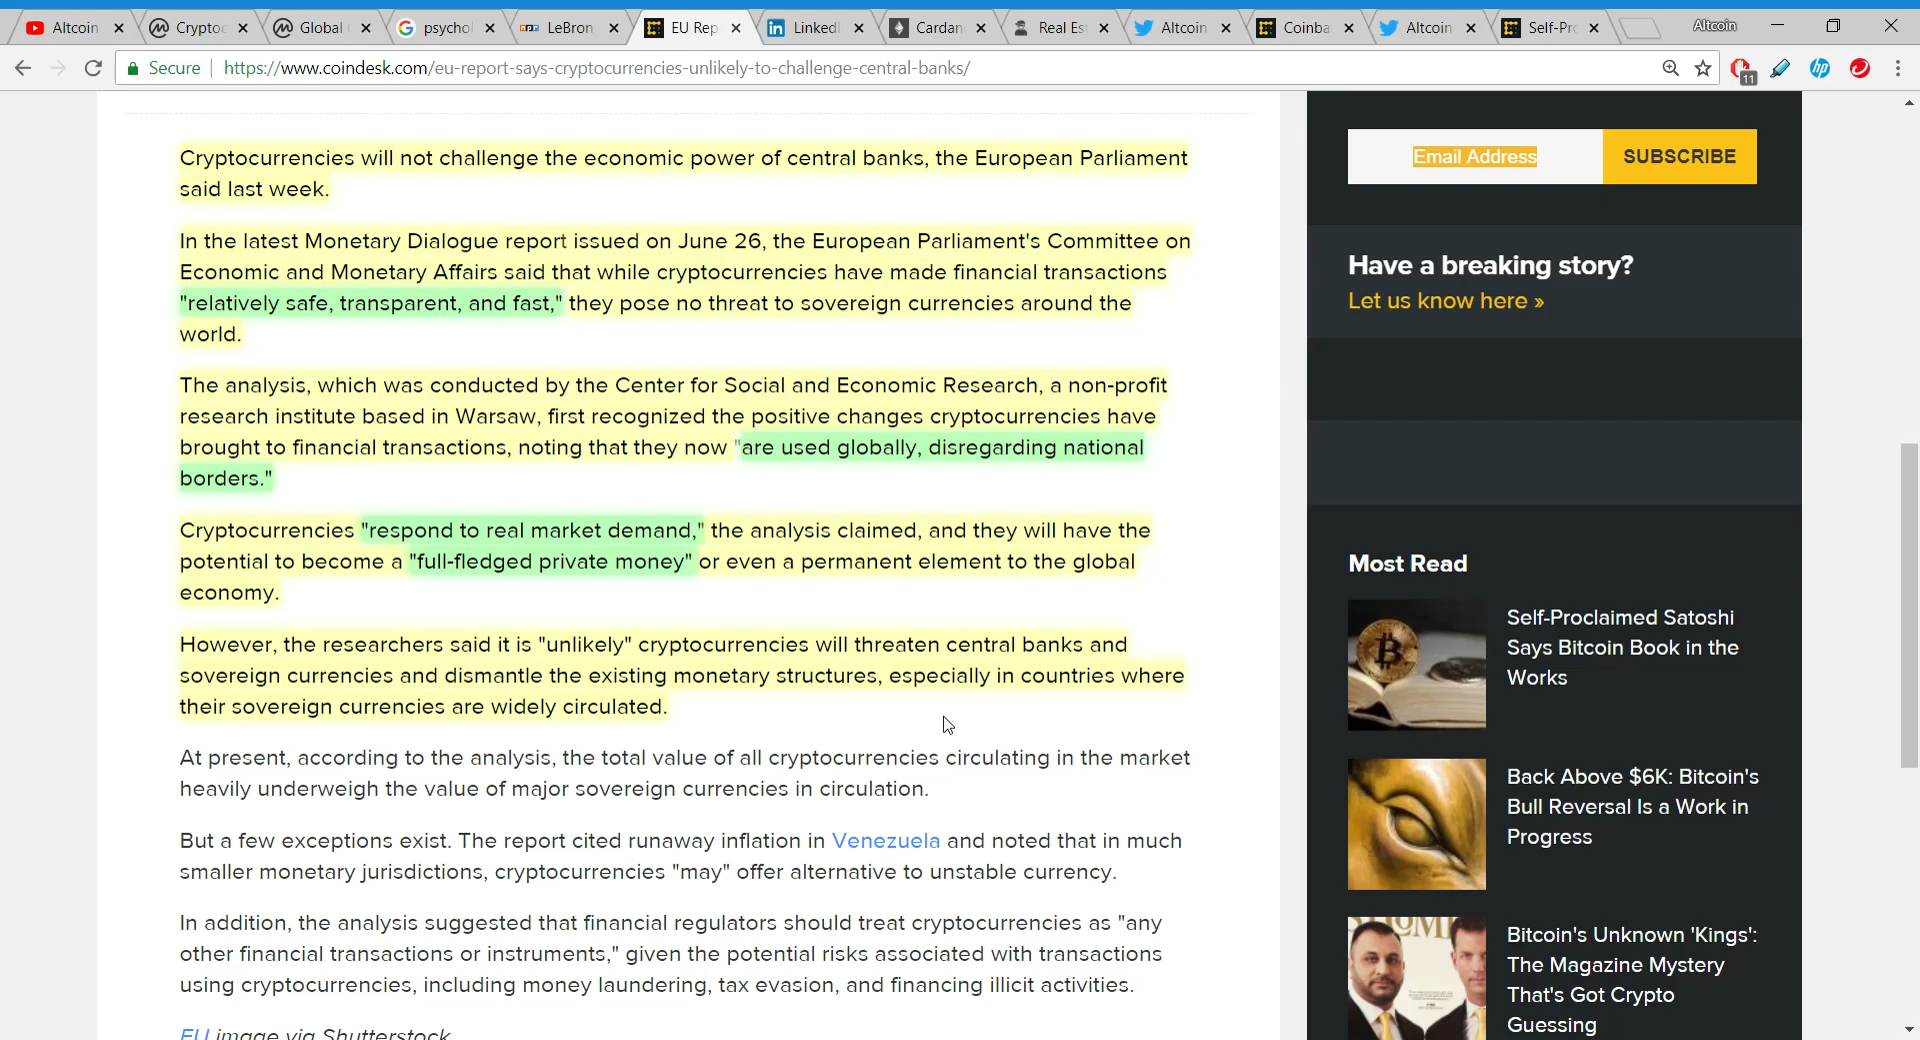 Altcoin
Cryptoc
Global
psychol
LeBron
EU Rep
LinkedI
Cardan
Real Es
Altcoin
Coinba
Altcoin
Self-Pro
Altcoin
Secure
https://www.coindesk.com/eu-report-says-cryptocurrencies-unlikely-to-challenge-central-banks/
11
hp
Cryptocurrencies will not challenge the economic power of central banks, the European Parliament
said last week.
In the latest Monetary Dialogue report issued on June 26, the European Parliament's Committee on
Economic and Monetary Affairs said that while cryptocurrencies have made financial transactions
"relatively safe, transparent, and fast," they pose no threat to sovereign currencies around the
world.
The analysis, which was conducted by the Center for Social and Economic Research, a non-profit
research institute based in Warsaw, first recognized the positive changes cryptocurrencies have
brought to financial transactions, noting that they now "are used globally, disregarding national
borders."
Cryptocurrencies "respond to real market demand," the analysis claimed, and they will have the
potential to become a "full-fledged private money" or even a permanent element to the global
economy.
However, the researchers said it is "unlikely" cryptocurrencies will threaten central banks and
sovereign currencies and dismantle the existing monetary structures, especially in countries where
their sovereign currencies are widely circulated.
At present, according to the analysis, the total value of all cryptocurrencies circulating in the market
heavily underweigh the value of major sovereign currencies in circulation.
But a few exceptions exist. The report cited runaway inflation in Venezuela and noted that in much
smaller monetary jurisdictions, cryptocurrencies "may" offer alternative to unstable currency.
In addition, the analysis suggested that financial regulators should treat cryptocurrencies as "any
other financial transactions or instruments," given the potential risks associated with transactions
using cryptocurrencies, including money laundering, tax evasion, and financing illicit activities.
EU image via Shutterstock
Email Address
SUBSCRIBE
Have a breaking story?
Let us know here »
Most Read
Self-Proclaimed Satoshi
Says Bitcoin Book in the
Works
Back Above $6K: Bitcoin's
Bull Reversal Is a Work in
Progress
Bitcoin's Unknown 'Kings':
The Magazine Mystery
That's Got Crypto
Guessing